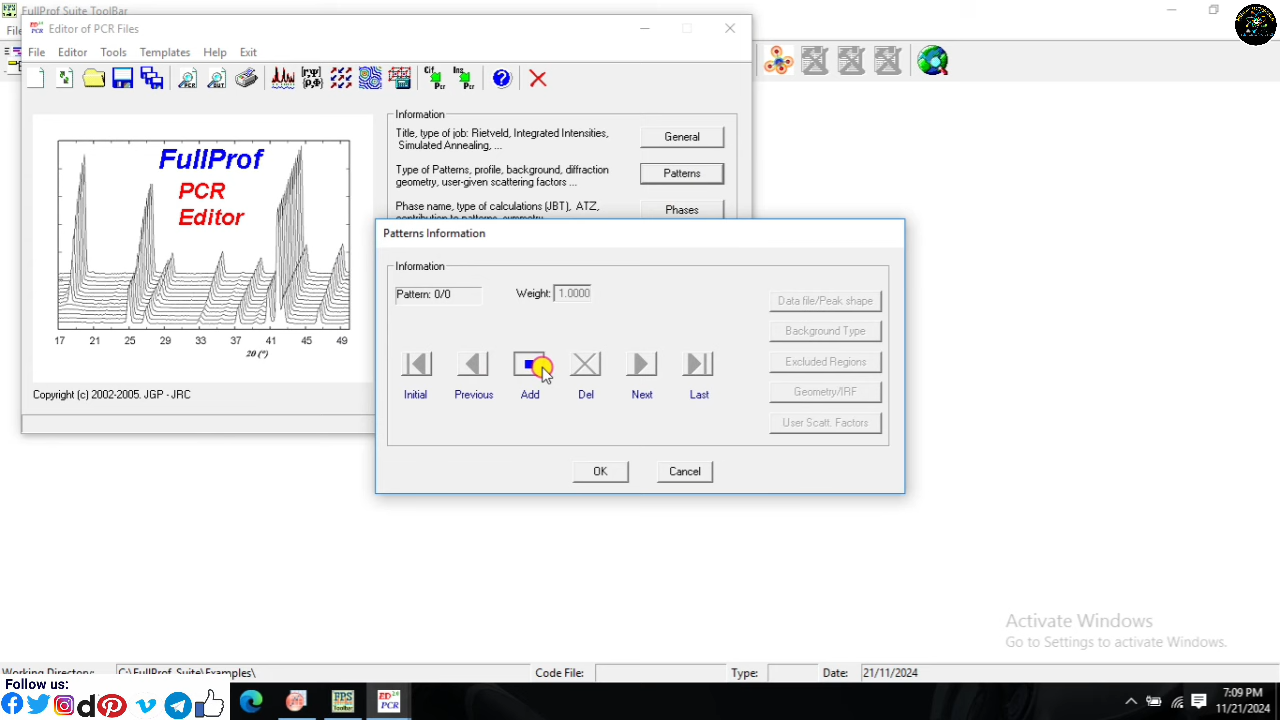 FullProf Suite ToolBar
Editor of PCR Files
File Editor Tools Templates Help Exit
Information
Title, type of job: Rietveld, Integrated Intensities,
Simulated Annealing, ...
General
Type of Patterns, profile, background, diffraction
geometry, user-given scattering factors ...
Patterns
Phase name, type of calculations (JBT), ATZ,
contribution to patterns, symmetry
Phases
FullProf
PCR
Editor
17 21 25 29 33 37 41 45 49
2θ (°)
Copyright (c) 2002-2005. JGP - JRC
Patterns Information
Information
Pattern: 0/0
Weight: 1.0000
Data file/Peak shape
Background Type
Excluded Regions
Geometry/IRF
User Scatt. Factors
Initial Previous Add Del Next Last
OK Cancel
Activate Windows
Go to Settings to activate Windows.
Working Directory: C:\FullProf_Suite\Examples\ Code File: Type: Date: 21/11/2024
Follow us:
7:09 PM
11/21/2024